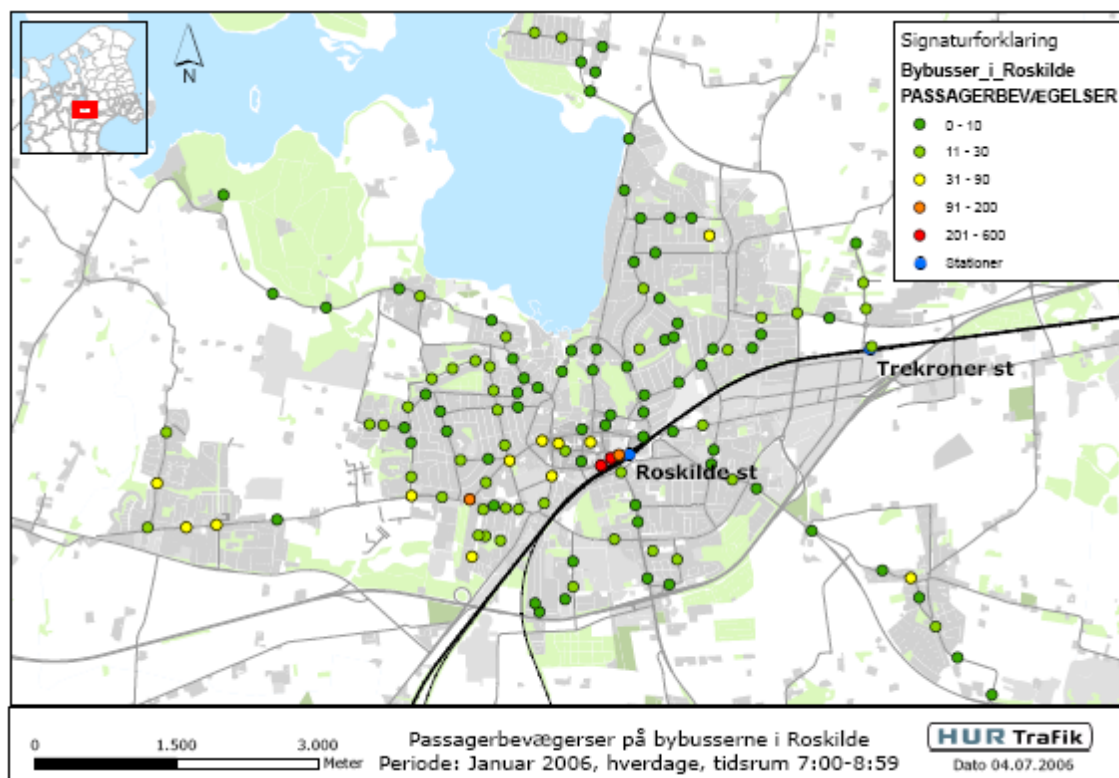 N
Signaturforklaring
Bybusser_i_Roskilde
PASSAGERBEVÆGELSER
0 - 10
11 - 30
31 - 90
91 - 200
201 - 600
Stationer
Trekroner st
Roskilde st
0 1.500 3.000
Meter
Passagerbevægerser på bybusserne i Roskilde
Periode: Januar 2006, hverdage, tidsrum 7:00-8:59
HUR TraFik
Dato 04.07.2006